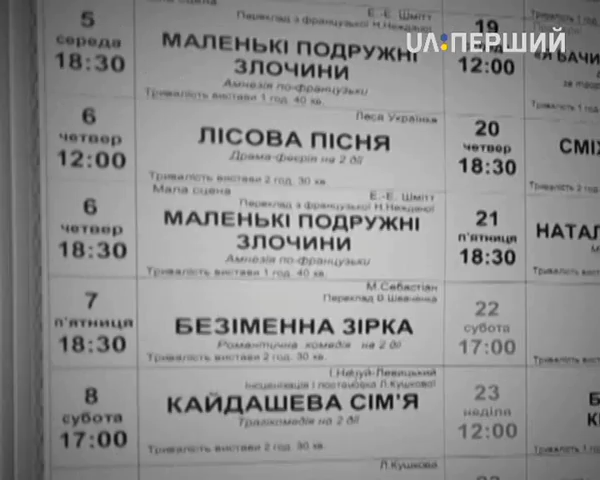 UA:ПЕРШИЙ
5
середа
18:30
Е.-Е. Шмітт
Переклад з французької Н.Нежданої
МАЛЕНЬКІ ПОДРУЖНІ
ЗЛОЧИНИ
Амнезія по-французьки
Тривалість вистави 1 год. 40 хв.
6
четвер
12:00
Леся Українка
ЛІСОВА ПІСНЯ
Драма-феєрія на 2 дії
Тривалість вистави 2 год. 30 хв.
6
четвер
18:30
Мала сцена
Е.-Е. Шмітт
Переклад з французької Н.Нежданої
МАЛЕНЬКІ ПОДРУЖНІ
ЗЛОЧИНИ
Амнезія по-французьки
Тривалість вистави 1 год. 40 хв.
7
п'ятниця
18:30
М.Себастіан
Переклад О.Шевченка
БЕЗІМЕННА ЗІРКА
Романтична комедія на 2 дії
Тривалість вистави 2 год. 30 хв.
8
субота
17:00
І.Нечуй-Левицький
Інсценізація і постановка Л.Кушкової
КАЙДАШЕВА СІМ'Я
Трагікомедія на 2 дії
Тривалість вистави 2 год. 30 хв.
Л.Кушкова
19
12:00
20
четвер
18:30
21
п'ятниця
18:30
НАТАЛ
22
субота
17:00
23
неділя
12:00